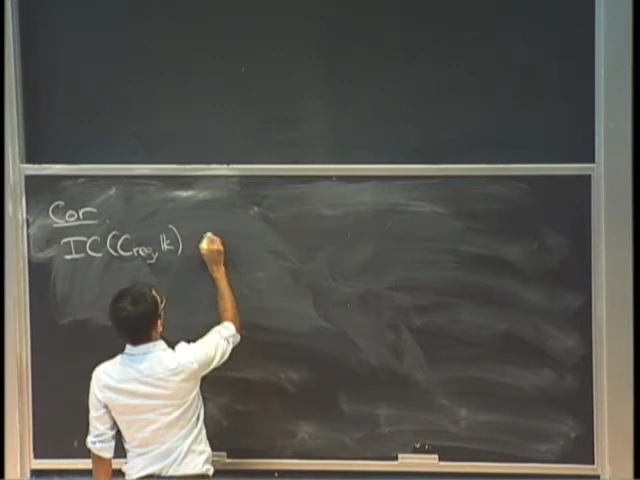 Cor
IC(C_reg, 𝕜)